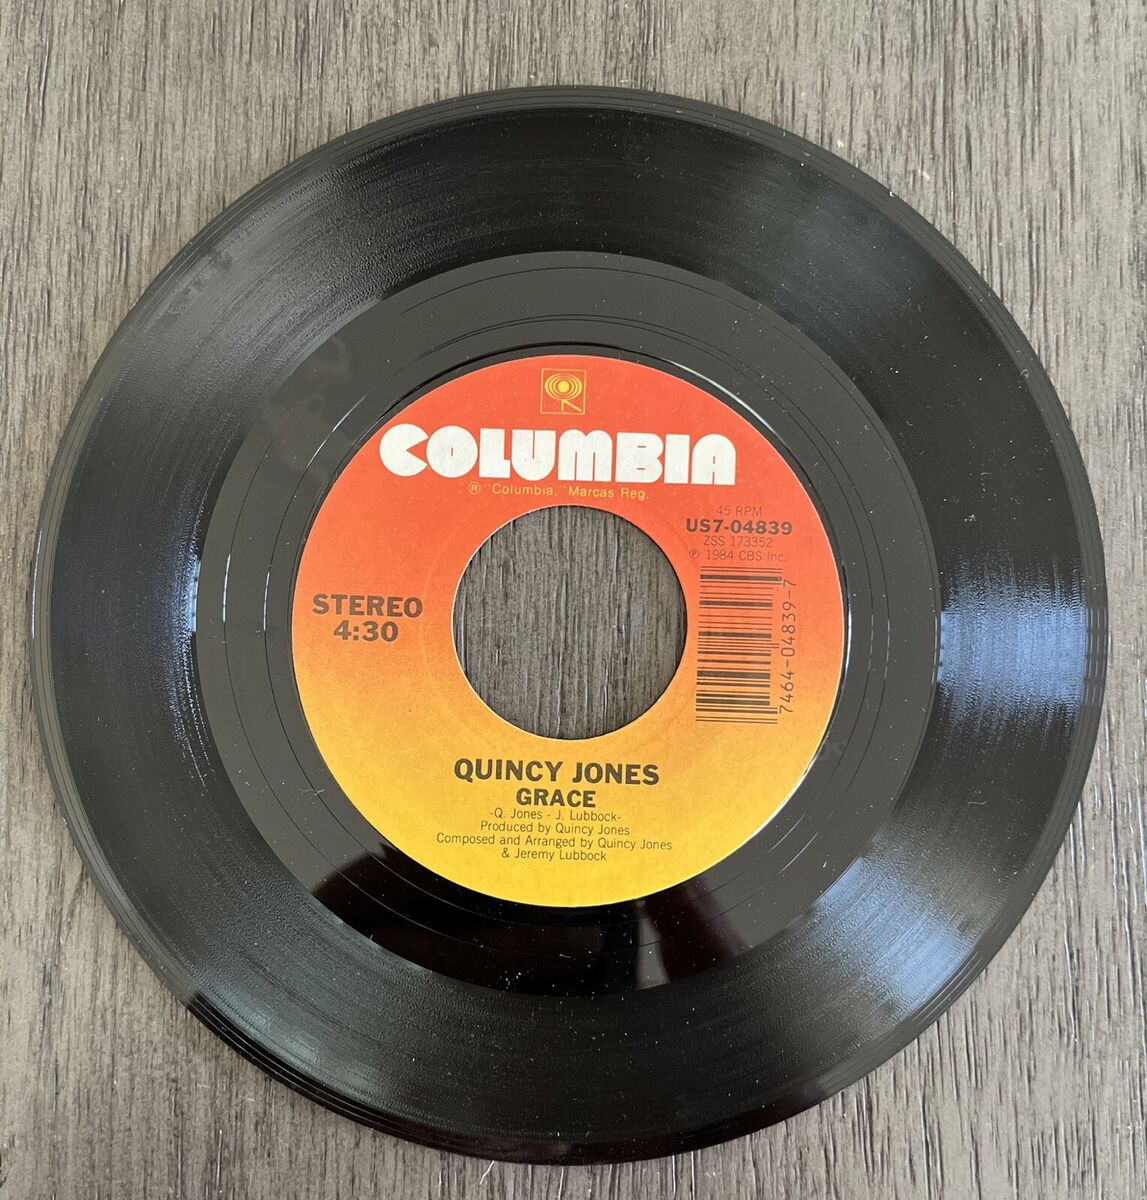 COLUMBIA
® "Columbia," Marcas Reg.
45 RPM
US7-04839
ZSS 173352
℗ 1984 CBS Inc.
STEREO
4:30
7464-04839-7
QUINCY JONES
GRACE
-Q. Jones - J. Lubbock-
Produced by Quincy Jones
Composed and Arranged by Quincy Jones
& Jeremy Lubbock